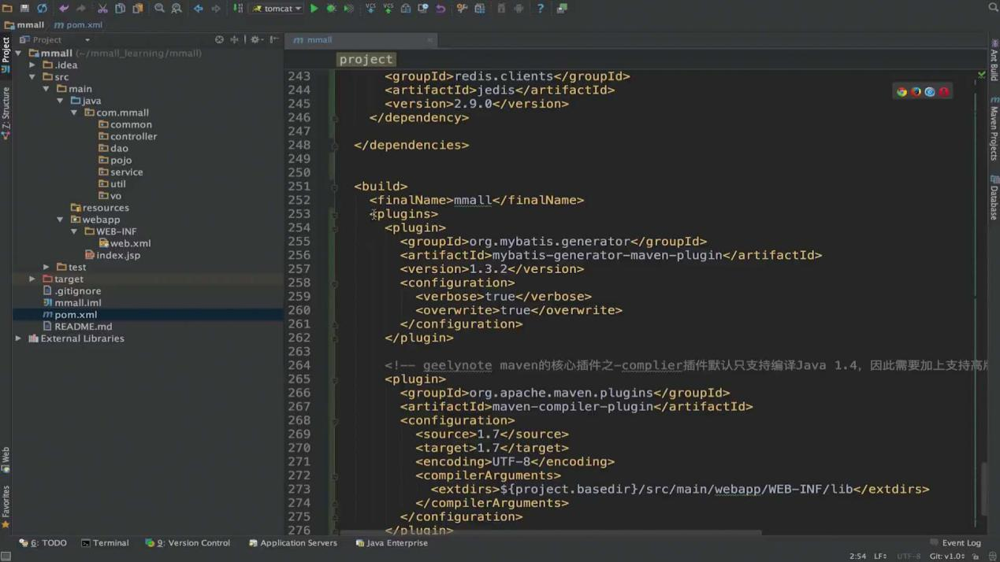 tomcat
mmall
pom.xml
Project
mmall
project
mmall (~/mmall_learning/mmall)
.idea
src
main
java
com.mmall
common
controller
dao
pojo
service
util
vo
resources
webapp
WEB-INF
web.xml
index.jsp
test
target
.gitignore
mmall.iml
pom.xml
README.md
External Libraries
Project
Z: Structure
Web
Favorites
243 <groupId>redis.clients</groupId>
244 <artifactId>jedis</artifactId>
245 <version>2.9.0</version>
246 </dependency>
247
248 </dependencies>
249
250
251 <build>
252 <finalName>mmall</finalName>
253 <plugins>
254 <plugin>
255 <groupId>org.mybatis.generator</groupId>
256 <artifactId>mybatis-generator-maven-plugin</artifactId>
257 <version>1.3.2</version>
258 <configuration>
259 <verbose>true</verbose>
260 <overwrite>true</overwrite>
261 </configuration>
262 </plugin>
263
264 <!-- geelynote maven的核心插件之-complier插件默认只支持编译Java 1.4，因此需要加上支持高
265 <plugin>
266 <groupId>org.apache.maven.plugins</groupId>
267 <artifactId>maven-compiler-plugin</artifactId>
268 <configuration>
269 <source>1.7</source>
270 <target>1.7</target>
271 <encoding>UTF-8</encoding>
272 <compilerArguments>
273 <extdirs>${project.basedir}/src/main/webapp/WEB-INF/lib</extdirs>
274 </compilerArguments>
275 </configuration>
276 </plugin>
Ant Build
Maven Projects
Database
6: TODO
Terminal
9: Version Control
Application Servers
Java Enterprise
Event Log
2:54
LF
UTF-8
Git: v1.0